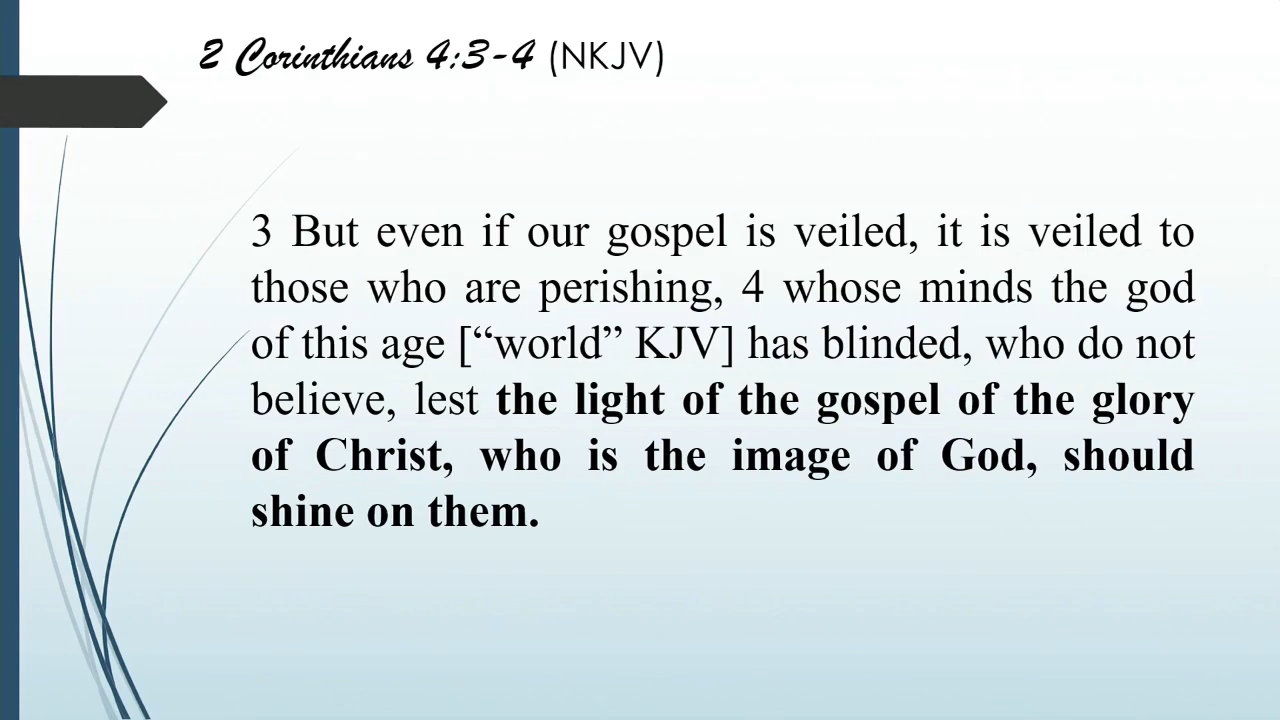 2 Corinthians 4:3-4 (NKJV)
3 But even if our gospel is veiled, it is veiled to
those who are perishing, 4 whose minds the god
of this age [“world” KJV] has blinded, who do not
believe, lest the light of the gospel of the glory
of Christ, who is the image of God, should
shine on them.